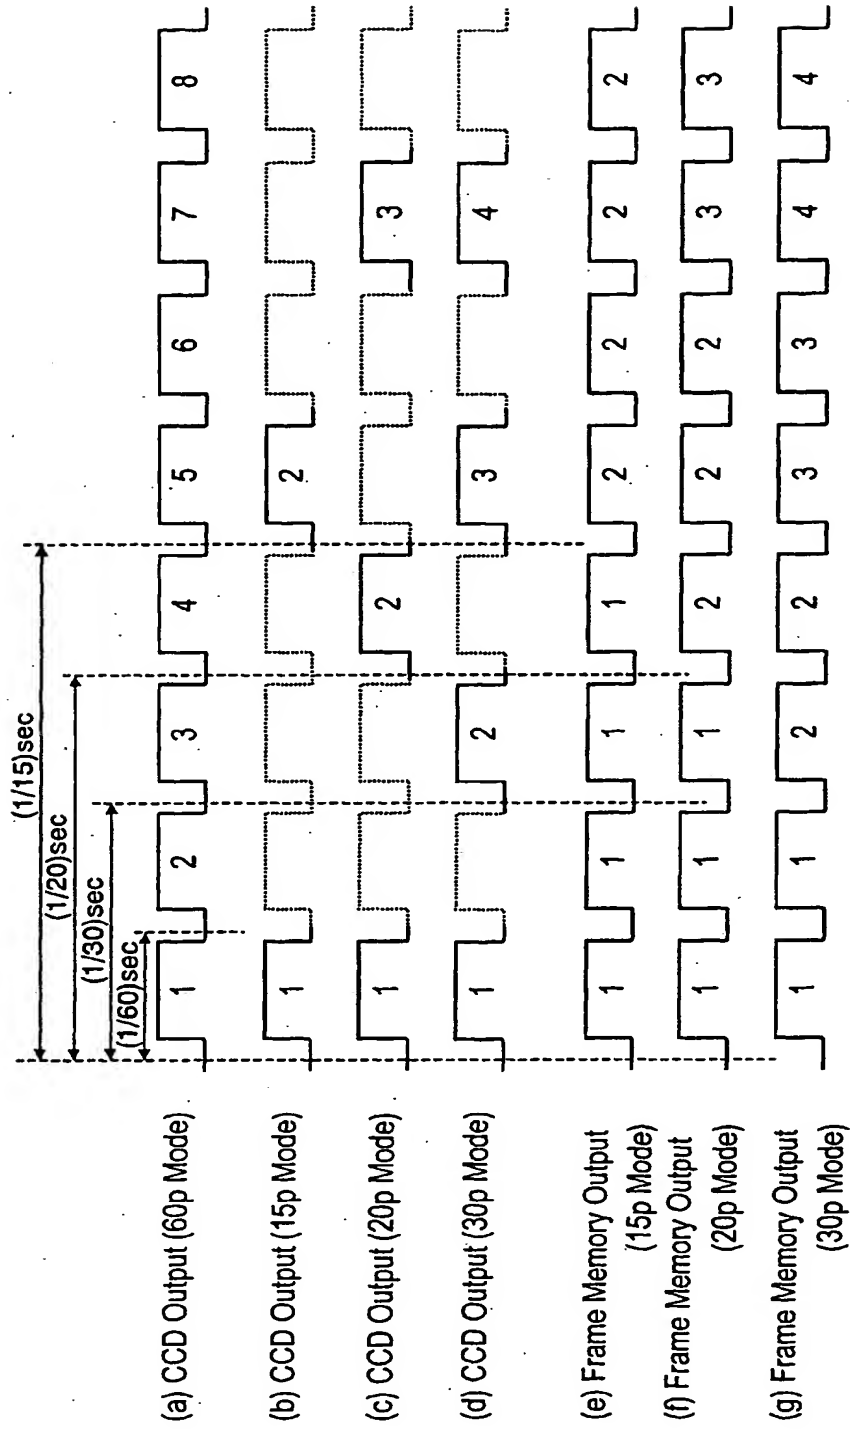 (1/15)sec
(1/20)sec
(1/30)sec
(1/60)sec
(a) CCD Output (60p Mode) 1 2 3 4 5 6 7 8
(b) CCD Output (15p Mode) 1 2
(c) CCD Output (20p Mode) 1 2 3
(d) CCD Output (30p Mode) 1 2 3 4
(e) Frame Memory Output 1 1 1 1 2 2 2 2
(15p Mode)
(f) Frame Memory Output 1 1 1 2 2 2 3 3
(20p Mode)
(g) Frame Memory Output 1 1 2 2 3 3 4 4
(30p Mode)